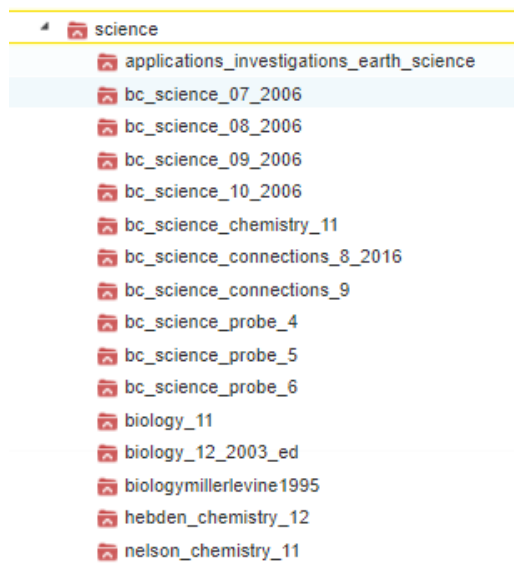 science
applications_investigations_earth_science
bc_science_07_2006
bc_science_08_2006
bc_science_09_2006
bc_science_10_2006
bc_science_chemistry_11
bc_science_connections_8_2016
bc_science_connections_9
bc_science_probe_4
bc_science_probe_5
bc_science_probe_6
biology_11
biology_12_2003_ed
biologymillerlevine1995
hebden_chemistry_12
nelson_chemistry_11